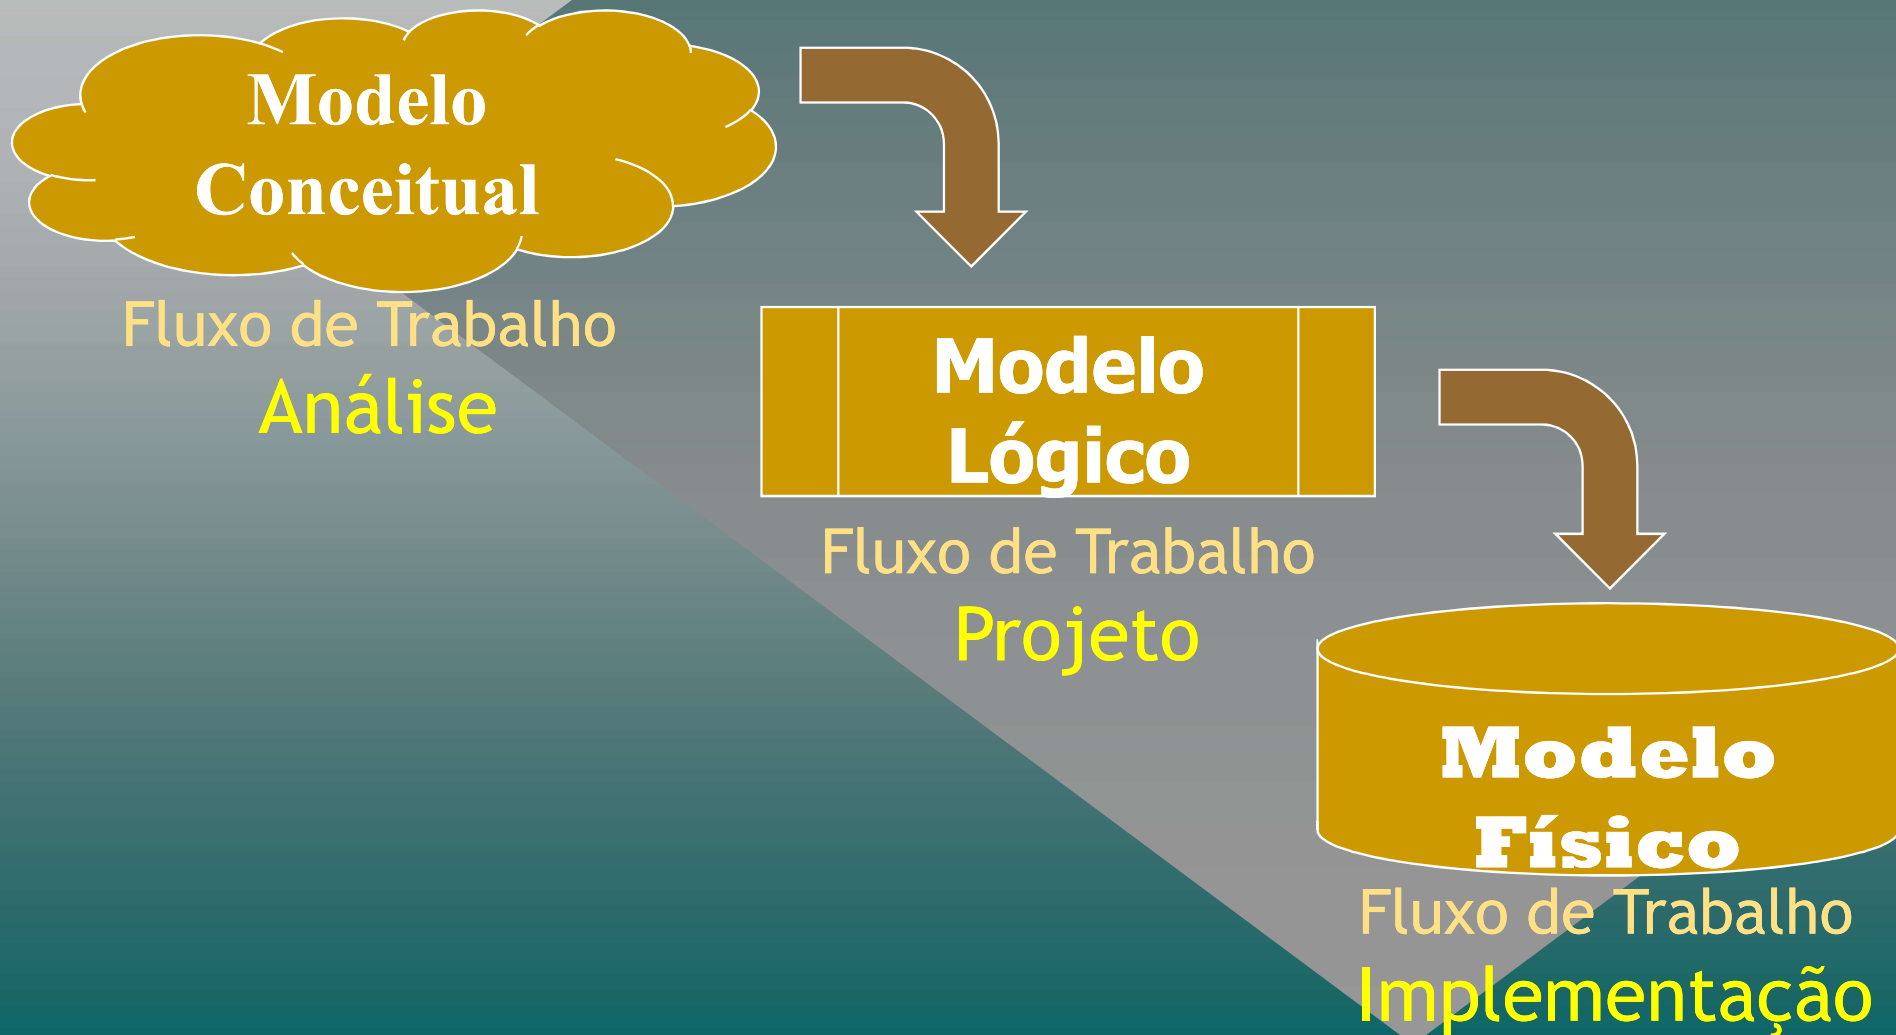 Modelo
Conceitual
Fluxo de Trabalho
Análise
Modelo
Lógico
Fluxo de Trabalho
Projeto
Modelo
Físico
Fluxo de Trabalho
Implementação